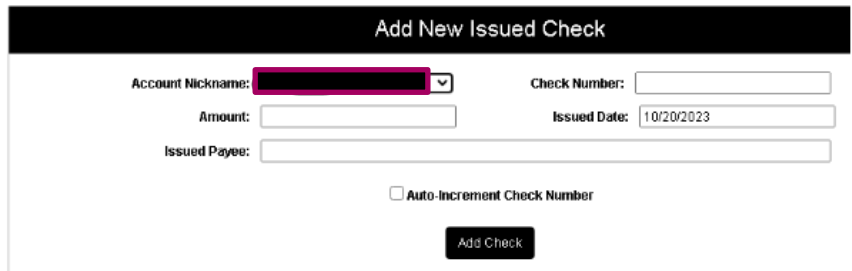 Add New Issued Check
Account Nickname: Check Number:
Amount: Issued Date: 10/20/2023
Issued Payee:
Auto-Increment Check Number
Add Check